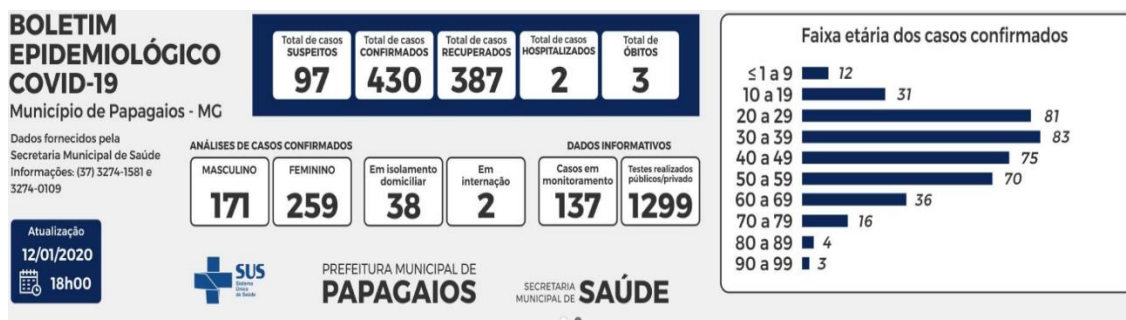 BOLETIM
EPIDEMIOLÓGICO
COVID-19
Município de Papagaios - MG
Dados fornecidos pela
Secretaria Municipal de Saúde
Informações: (37) 3274-1581 e
3274-0109
Atualização
12/01/2020
18h00
Total de casos
SUSPEITOS
97
Total de casos
CONFIRMADOS
430
Total de casos
RECUPERADOS
387
Total de casos
HOSPITALIZADOS
2
Total de
ÓBITOS
3
ANÁLISES DE CASOS CONFIRMADOS
MASCULINO
171
FEMININO
259
Em isolamento
domiciliar
38
Em
internação
2
DADOS INFORMATIVOS
Casos em
monitoramento
137
Testes realizados
públicos/privado
1299
SUS
Sistema
Único
de Saúde
PREFEITURA MUNICIPAL DE
PAPAGAIOS
SECRETARIA
MUNICIPAL DE SAÚDE
Faixa etária dos casos confirmados
≤1 a 9 12
10 a 19 31
20 a 29 81
30 a 39 83
40 a 49 75
50 a 59 70
60 a 69 36
70 a 79 16
80 a 89 4
90 a 99 3